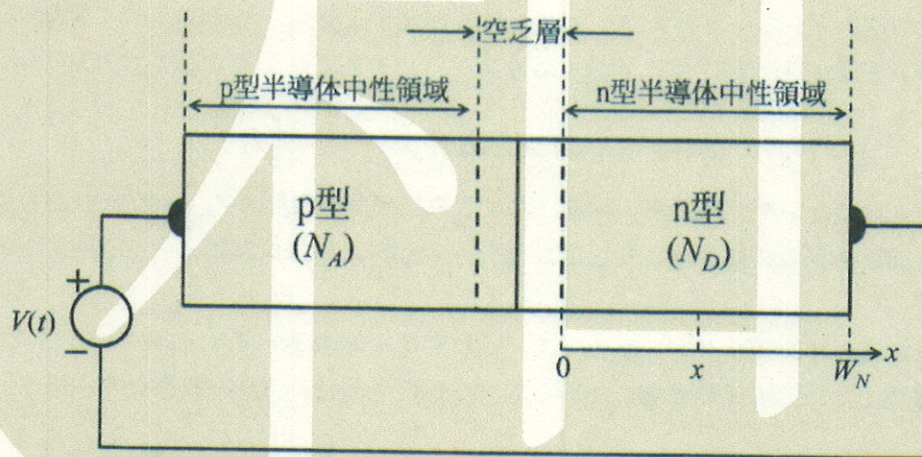 空乏層
p型半導体中性領域
n型半導体中性領域
p型
(N_A)
n型
(N_D)
+
V(t)
−
0
x
W_N
x